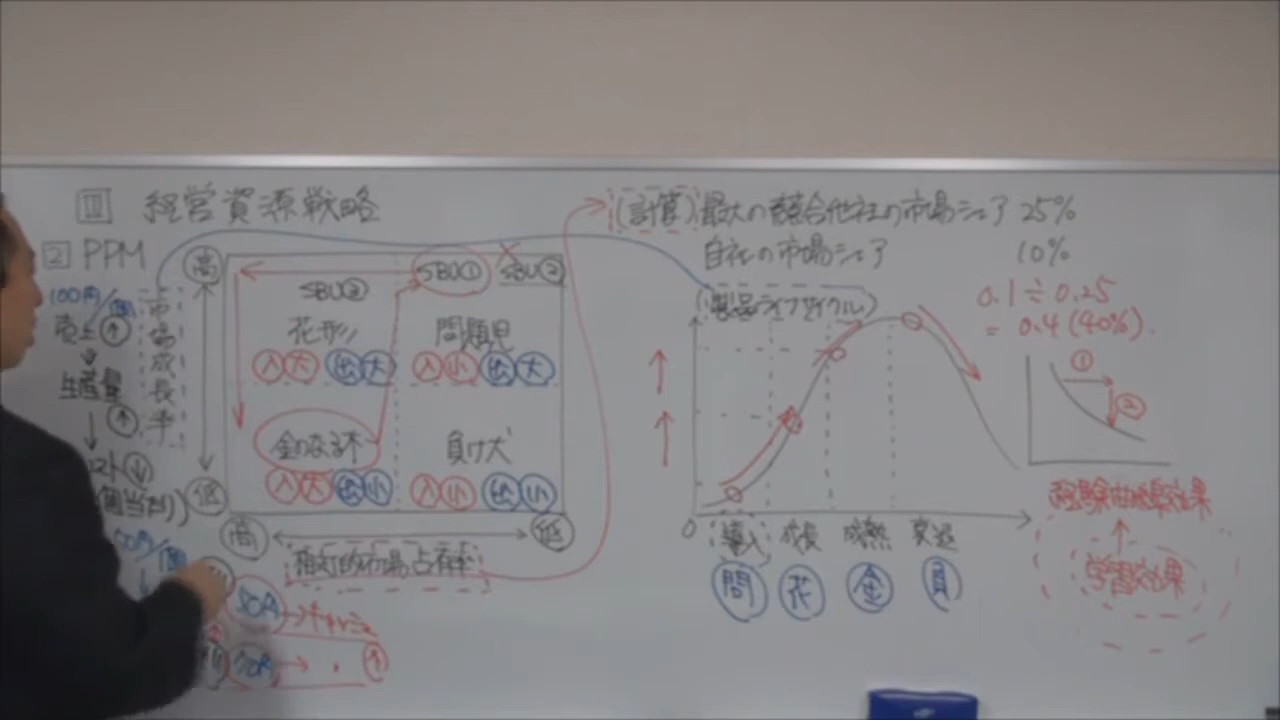 Ⅲ 経営資源戦略
2 PPM
100円/個
売上↑
生産量
↑
コスト↓
市場成長率
高
低
SBU① SBU②
SBU③
花形 問題児
入大 出大 入小 出大
金のなる木 負け犬
入大 出小 入小 出小
高 低
相対的市場占有率
(計算) 最大の競合他社の市場シェア 25%
自社の市場シェア 10%
0.1÷0.25
=0.4(40%)
(製品ライフサイクル)
0 導入 成長 成熟 衰退
問 花 金 負
①
②
経験曲線効果
学習効果